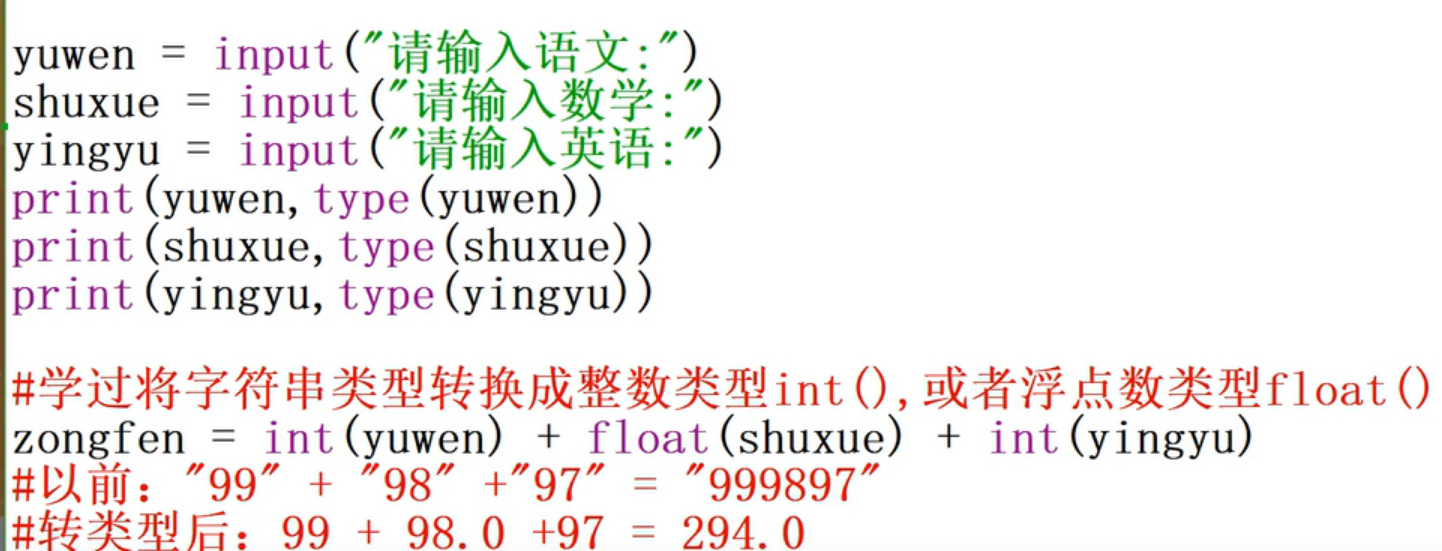 yuwen = input("请输入语文:")
shuxue = input("请输入数学:")
yingyu = input("请输入英语:")
print(yuwen,type(yuwen))
print(shuxue,type(shuxue))
print(yingyu,type(yingyu))
#学过将字符串类型转换成整数类型int(),或者浮点数类型float()
zongfen = int(yuwen) + float(shuxue) + int(yingyu)
#以前："99" + "98" +"97" = "999897"
#转类型后：99 + 98.0 +97 = 294.0